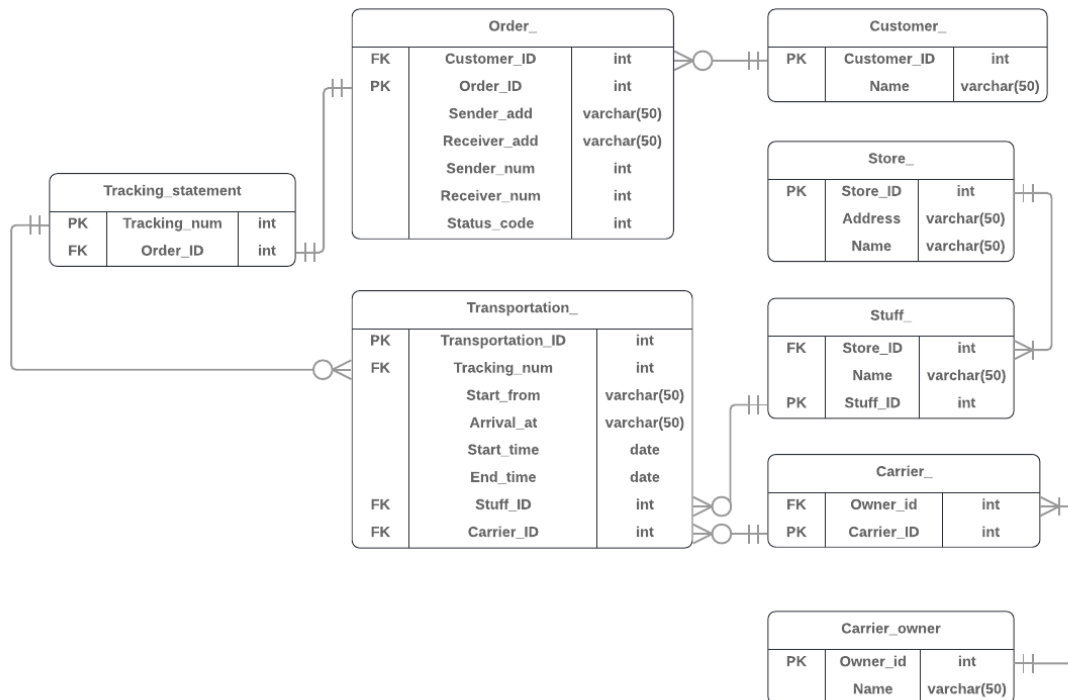 Order_
FK Customer_ID int
PK Order_ID int
Sender_add varchar(50)
Receiver_add varchar(50)
Sender_num int
Receiver_num int
Status_code int
Customer_
PK Customer_ID int
Name varchar(50)
Store_
PK Store_ID int
Address varchar(50)
Name varchar(50)
Tracking_statement
PK Tracking_num int
FK Order_ID int
Transportation_
PK Transportation_ID int
FK Tracking_num int
Start_from varchar(50)
Arrival_at varchar(50)
Start_time date
End_time date
FK Stuff_ID int
FK Carrier_ID int
Stuff_
FK Store_ID int
Name varchar(50)
PK Stuff_ID int
Carrier_
FK Owner_id int
PK Carrier_ID int
Carrier_owner
PK Owner_id int
Name varchar(50)